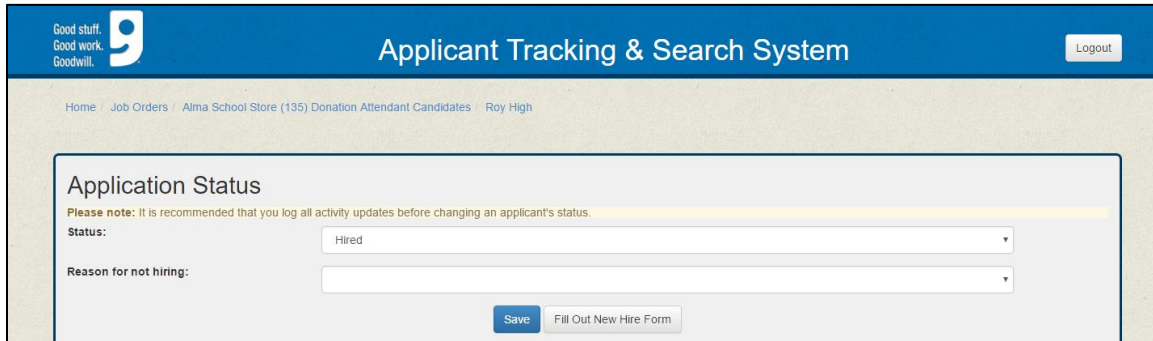 Good stuff.
Good work.
Goodwill.
Applicant Tracking & Search System
Logout
Home / Job Orders / Alma School Store (135) Donation Attendant Candidates / Roy High
Application Status
Please note: It is recommended that you log all activity updates before changing an applicant's status.
Status:
Hired
Reason for not hiring:
Save
Fill Out New Hire Form